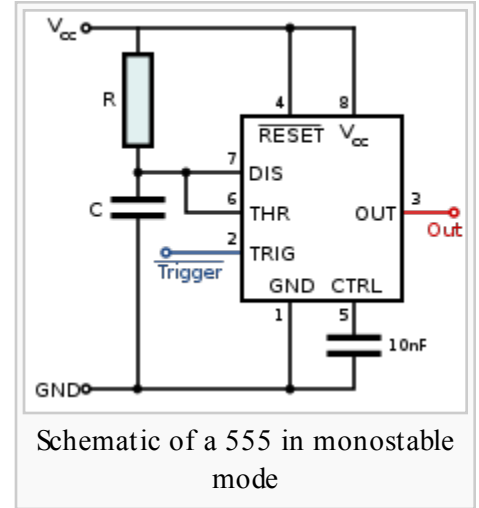 Vcc
R
4 8
RESET Vcc
7 DIS
6 THR OUT 3
C
Out
2 TRIG
Trigger
GND CTRL
1 5
10nF
GND
Schematic of a 555 in monostable
mode